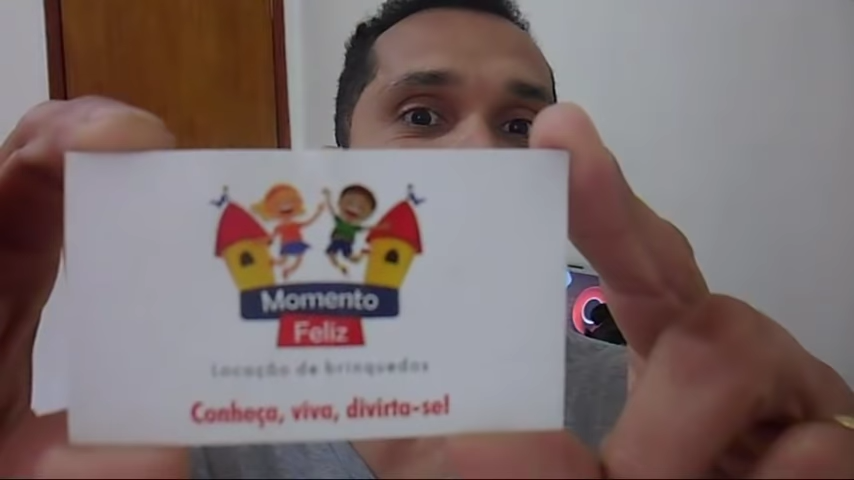 Momento
Feliz
Locação de brinquedos
Conheça, viva, divirta-se!